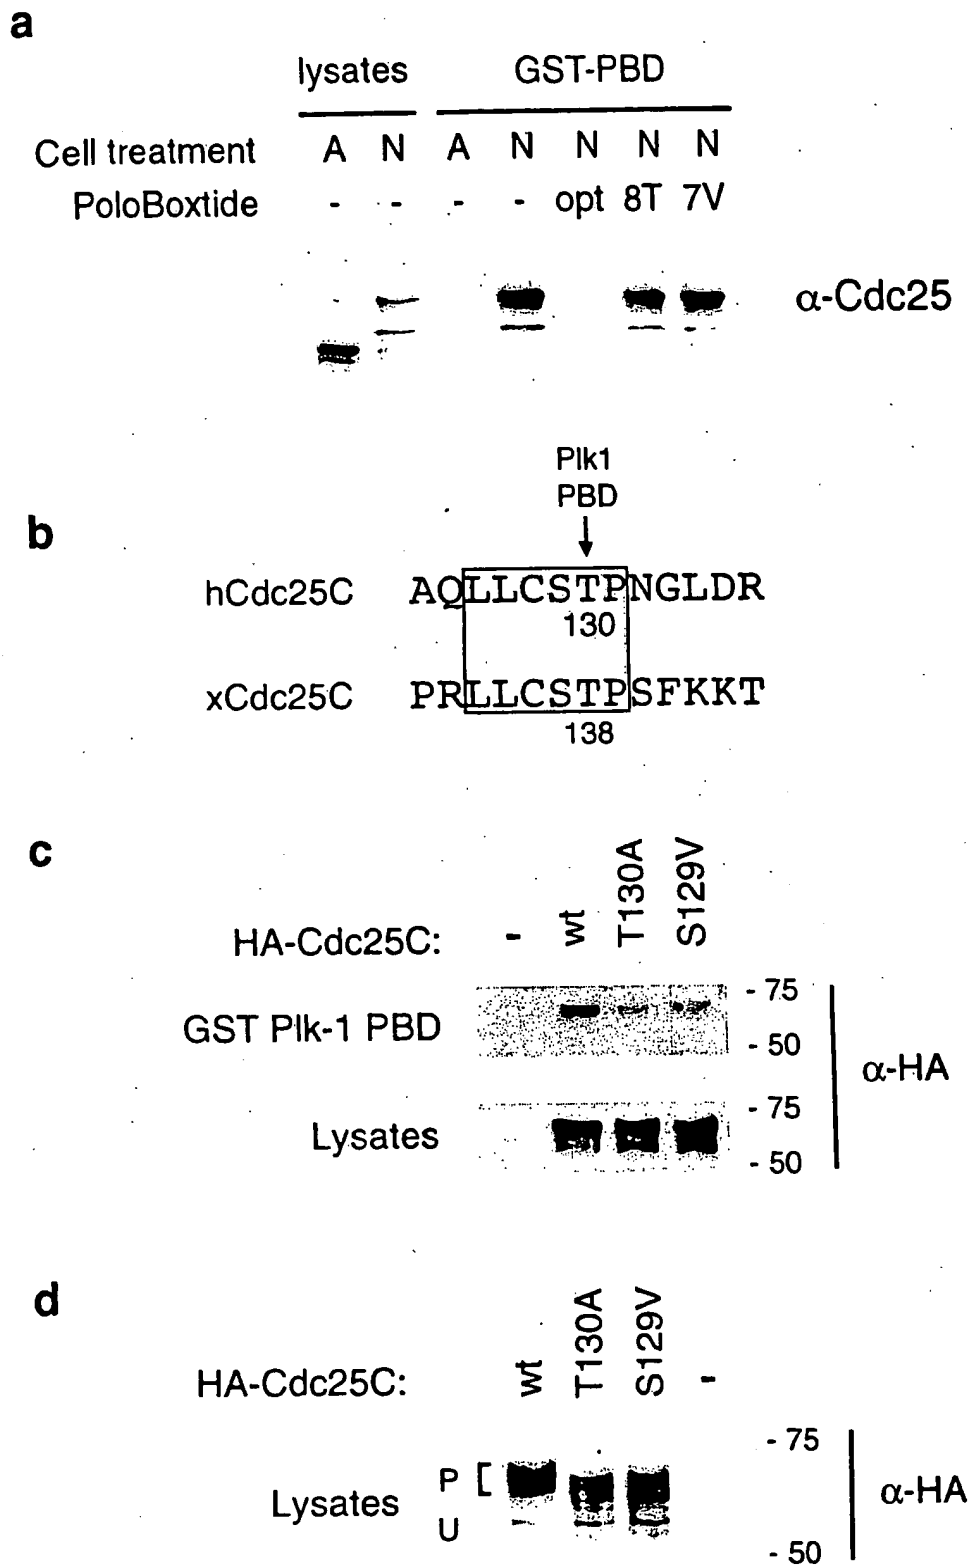 a
lysates GST-PBD
Cell treatment A N A N N N N
PoloBoxtide - - - - opt 8T 7V
α-Cdc25
Plk1
PBD
b
hCdc25C AQLLCSTPNGLDR
130
xCdc25C PRLLCSTPSFKKT
138
c
HA-Cdc25C: - wt T130A S129V
- 75
GST Plk-1 PBD
- 50
α-HA
- 75
Lysates
- 50
d
HA-Cdc25C: wt T130A S129V -
- 75
P
Lysates
α-HA
U
- 50